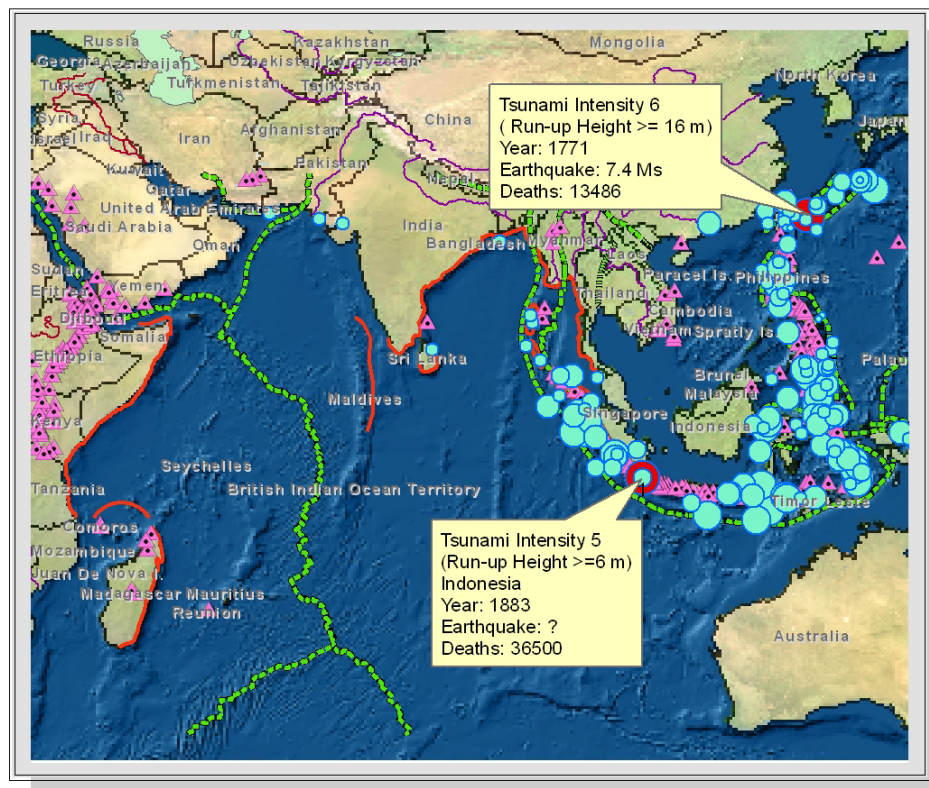 Russia
Kazakhstan
Mongolia
Georgia
Azerbaijan
Uzbekistan
Kyrgyzstan
Turkey
Turkmenistan
Tajikistan
North Korea
Tsunami Intensity 6
( Run-up Height >= 16 m)
Year: 1771
Earthquake: 7.4 Ms
Deaths: 13486
Syria
Israel
Iraq
Iran
Afghanistan
China
Japan
Kuwait
Pakistan
Nepal
Qatar
United Arab Emirates
Saudi Arabia
India
Oman
Bangladesh
Myanmar
Laos
Sudan
Eritrea
Yemen
Paracel Is.
Philippines
Thailand
Djibouti
Cambodia
Somalia
Vietnam
Spratly Is
Ethiopia
Sri Lanka
Palau
Brunei
Malaysia
Maldives
Singapore
Kenya
Indonesia
Seychelles
Tanzania
British Indian Ocean Territory
Timor Leste
Comoros
Mozambique
Juan De Nova I.
Madagascar
Mauritius
Reunion
Tsunami Intensity 5
(Run-up Height >=6 m)
Indonesia
Year: 1883
Earthquake: ?
Deaths: 36500
Australia